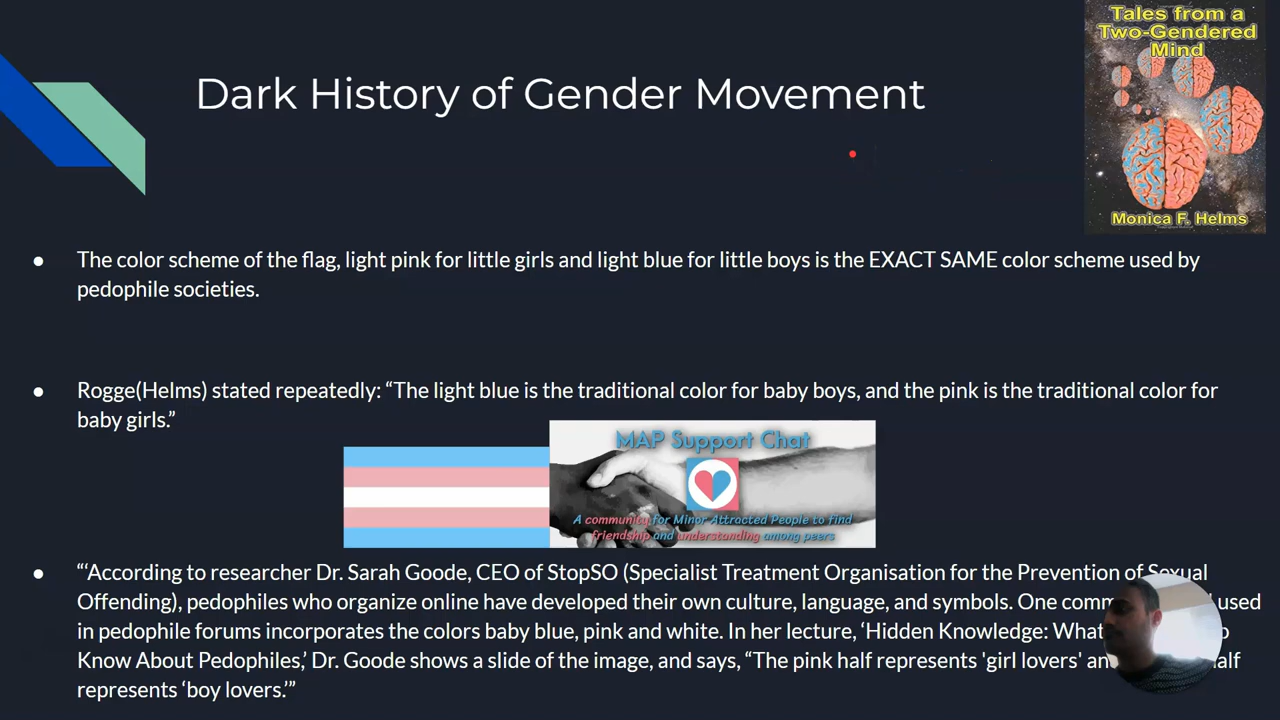 Tales from a
Two-Gendered
Mind
Dark History of Gender Movement
Monica F. Helms
The color scheme of the flag, light pink for little girls and light blue for little boys is the EXACT SAME color scheme used by
pedophile societies.
Rogge(Helms) stated repeatedly: “The light blue is the traditional color for baby boys, and the pink is the traditional color for
baby girls.”
MAP Support Chat
A community for Minor Attracted People to find
friendship and understanding among peers
“‘According to researcher Dr. Sarah Goode, CEO of StopSO (Specialist Treatment Organisation for the Prevention of Sexual
Offending), pedophiles who organize online have developed their own culture, language, and symbols. One used
in pedophile forums incorporates the colors baby blue, pink and white. In her lecture, ‘Hidden Knowledge: What
Know About Pedophiles,’ Dr. Goode shows a slide of the image, and says, “The pink half represents 'girl lovers'
represents ‘boy lovers.’”